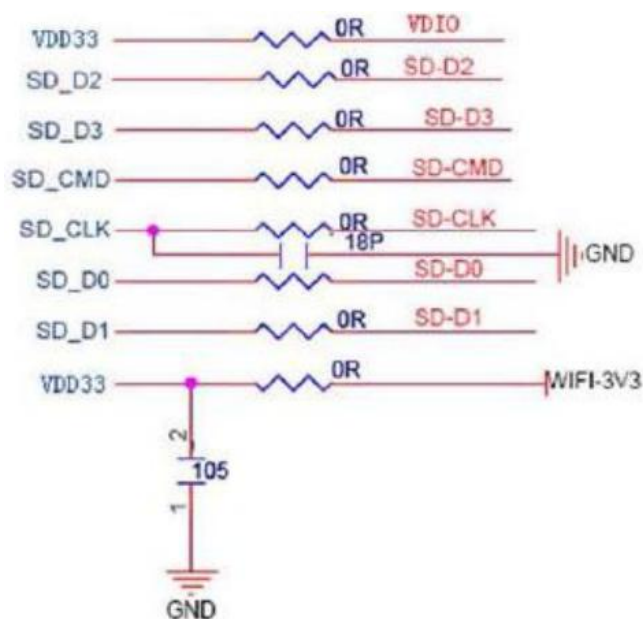 VDD33 0R VDIO
SD_D2 0R SD-D2
SD_D3 0R SD-D3
SD_CMD 0R SD-CMD
SD_CLK 0R SD-CLK
18P GND
SD_D0 SD-D0
SD_D1 0R SD-D1
VDD33 0R WIFI-3V3
2
105
1
GND